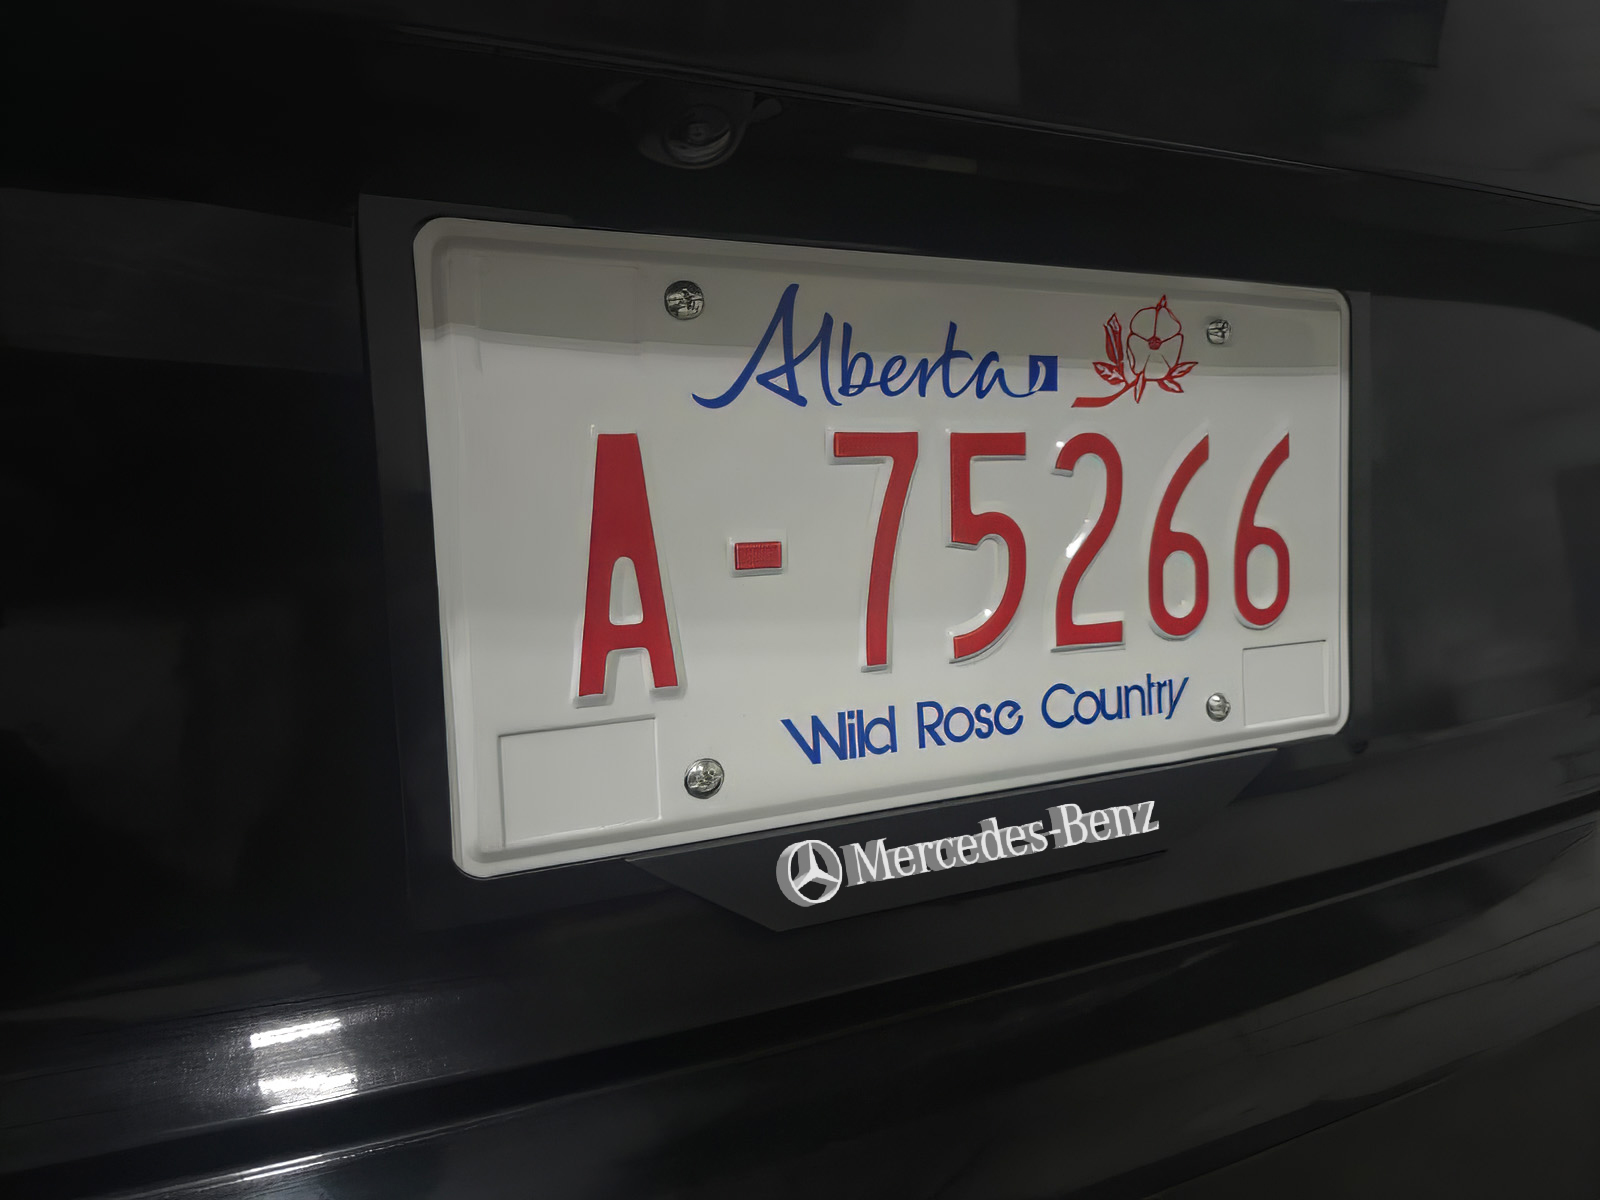 Alberta
A-75266
Wild Rose Country
Mercedes-Benz